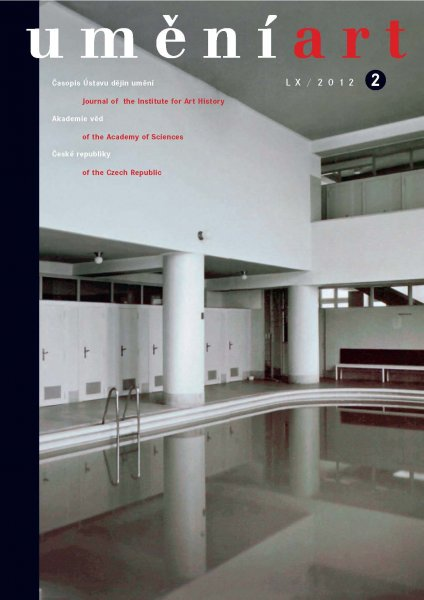 uměníart
LX/2012 2
Časopis Ústavu dějin umění
Journal of the Institute for Art History
Akademie věd
of the Academy of Sciences
České republiky
of the Czech Republic